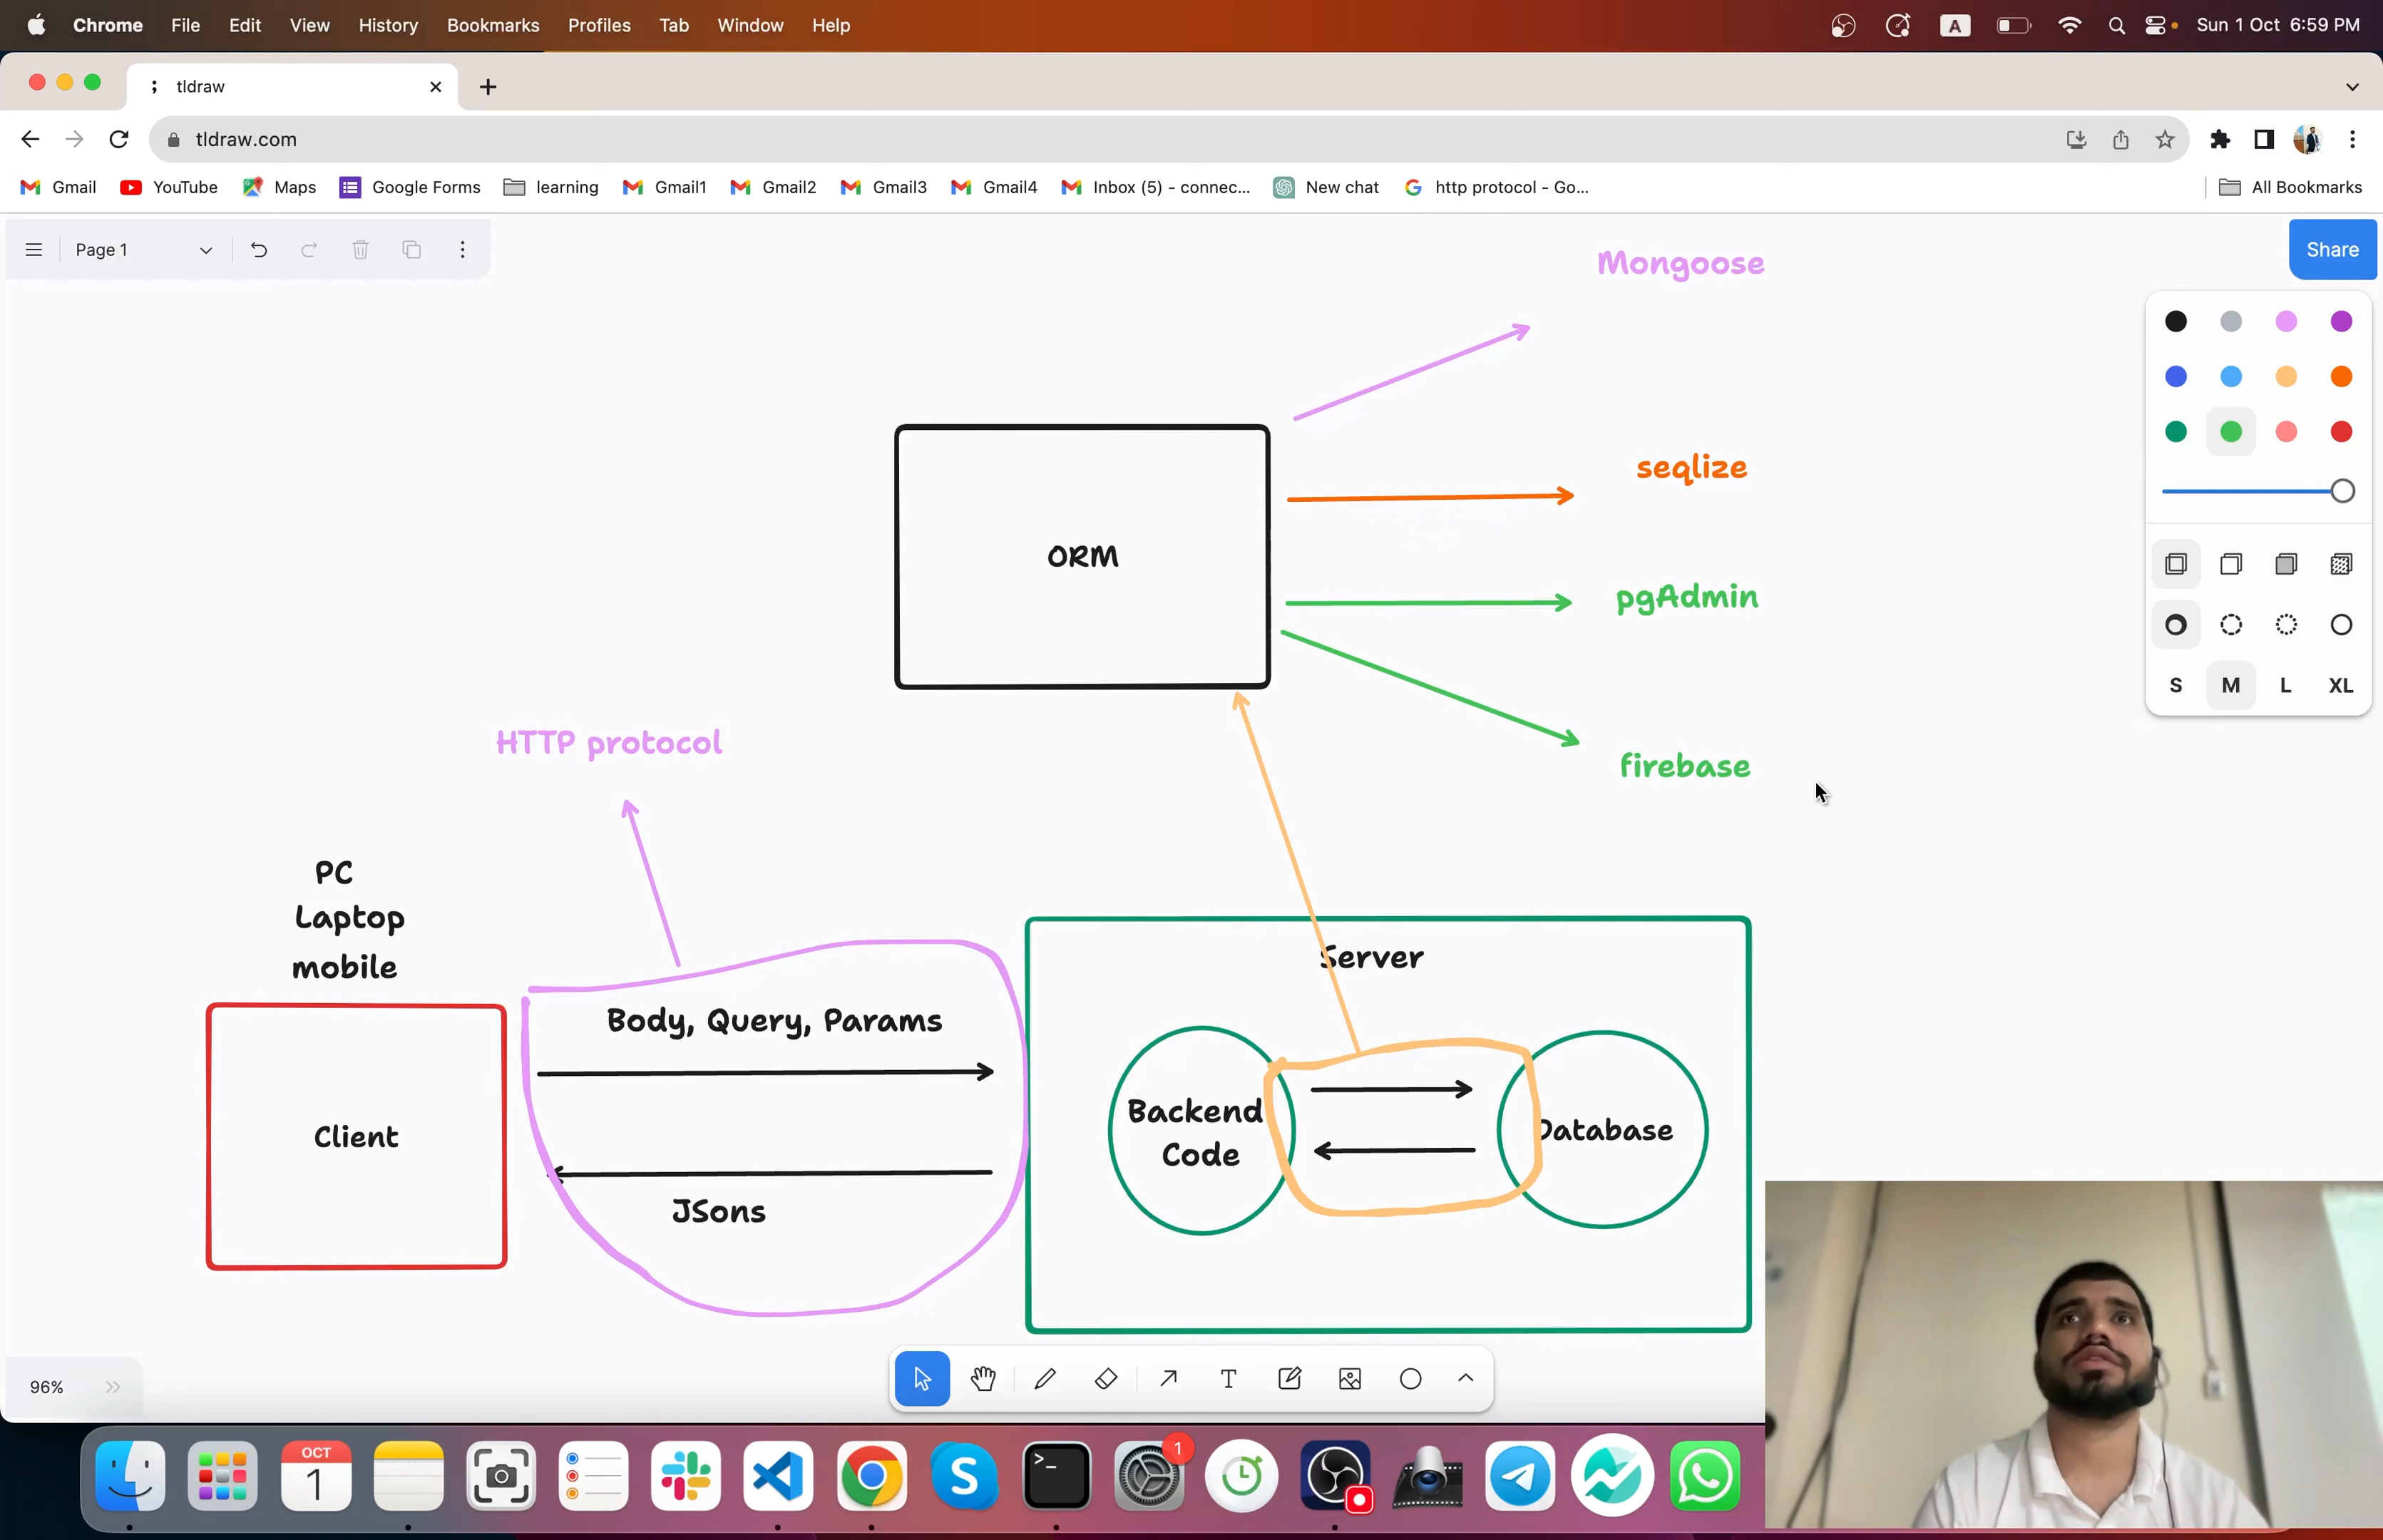 Chrome File Edit View History Bookmarks Profiles Tab Window Help A Sun 1 Oct 6:59 PM
tldraw
tldraw.com
Gmail YouTube Maps Google Forms learning Gmail1 Gmail2 Gmail3 Gmail4 Inbox (5) - connec... New chat http protocol - Go... All Bookmarks
Page 1
Share
Mongoose
seqlize
ORM
pgAdmin
firebase
S M L XL
HTTP protocol
PC
Laptop
mobile
Server
Body, Query, Params
Client
Backend
Code
Database
JSons
96%
T
OCT
1
S
>_
1